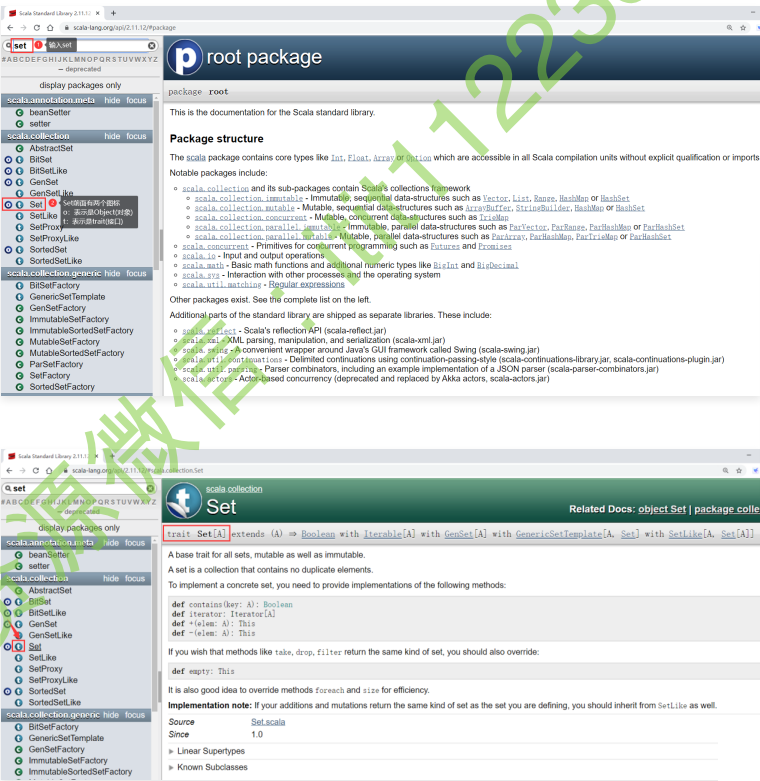 Scala Standard Library 2.11.12
scala-lang.org/api/2.11.12/#package
set
1 输入set
#ABCDEFGHIJKLMNOPQRSTUVWXYZ
– deprecated
display packages only
scala.annotation.meta hide focus
beanSetter
setter
scala.collection hide focus
AbstractSet
BitSet
BitSetLike
GenSet
GenSetLike
Set
2 Set前面有两个图标
o: 表示是Object(对象)
t: 表示示trait(接口)
SetLike
SetProxy
SetProxyLike
SortedSet
SortedSetLike
scala.collection.generic hide focus
BitSetFactory
GenericSetTemplate
GenSetFactory
ImmutableSetFactory
ImmutableSortedSetFactory
MutableSetFactory
MutableSortedSetFactory
ParSetFactory
SetFactory
SortedSetFactory
p root package
package root
This is the documentation for the Scala standard library.
Package structure
The scala package contains core types like Int, Float, Array or Option which are accessible in all Scala compilation units without explicit qualification or imports
Notable packages include:
scala.collection and its sub-packages contain Scala's collections framework
scala.collection.immutable - Immutable, sequential data-structures such as Vector, List, Range, HashMap or HashSet
scala.collection.mutable - Mutable, sequential data-structures such as ArrayBuffer, StringBuilder, HashMap or HashSet
scala.collection.concurrent - Mutable, concurrent data-structures such as TrieMap
scala.collection.parallel.immutable - Immutable, parallel data-structures such as ParVector, ParRange, ParHashMap or ParHashSet
scala.collection.parallel.mutable - Mutable, parallel data-structures such as ParArray, ParHashMap, ParTrieMap or ParHashSet
scala.concurrent - Primitives for concurrent programming such as Futures and Promises
scala.io - Input and output operations
scala.math - Basic math functions and additional numeric types like BigInt and BigDecimal
scala.sys - Interaction with other processes and the operating system
scala.util.matching - Regular expressions
Other packages exist. See the complete list on the left.
Additional parts of the standard library are shipped as separate libraries. These include:
scala.reflect - Scala's reflection API (scala-reflect.jar)
scala.xml - XML parsing, manipulation, and serialization (scala-xml.jar)
scala.swing - A convenient wrapper around Java's GUI framework called Swing (scala-swing.jar)
scala.util.continuations - Delimited continuations using continuation-passing-style (scala-continuations-library.jar, scala-continuations-plugin.jar)
scala.util.parsing - Parser combinators, including an example implementation of a JSON parser (scala-parser-combinators.jar)
scala.actors - Actor-based concurrency (deprecated and replaced by Akka actors, scala-actors.jar)
Scala Standard Library 2.11.1
scala-lang.org/api/2.11.12/#scala.collection.Set
set
#ABCDEFGHIJKLMNOPQRSTUVWXYZ
– deprecated
display packages only
scala.annotation.meta hide focus
beanSetter
setter
scala.collection hide focus
AbstractSet
BitSet
BitSetLike
GenSet
GenSetLike
Set
SetLike
SetProxy
SetProxyLike
SortedSet
SortedSetLike
scala.collection.generic hide focus
BitSetFactory
GenericSetTemplate
GenSetFactory
ImmutableSetFactory
ImmutableSortedSetFactory
t scala.collection
Set
Related Docs: object Set | package colle
trait Set[A] extends (A) ⇒ Boolean with Iterable[A] with GenSet[A] with GenericSetTemplate[A, Set] with SetLike[A, Set[A]]
A base trait for all sets, mutable as well as immutable.
A set is a collection that contains no duplicate elements.
To implement a concrete set, you need to provide implementations of the following methods:
def contains(key: A): Boolean
def iterator: Iterator[A]
def +(elem: A): This
def -(elem: A): This
If you wish that methods like take, drop, filter return the same kind of set, you should also override:
def empty: This
It is also good idea to override methods foreach and size for efficiency.
Implementation note: If your additions and mutations return the same kind of set as the set you are defining, you should inherit from SetLike as well.
Source Set.scala
Since 1.0
Linear Supertypes
Known Subclasses